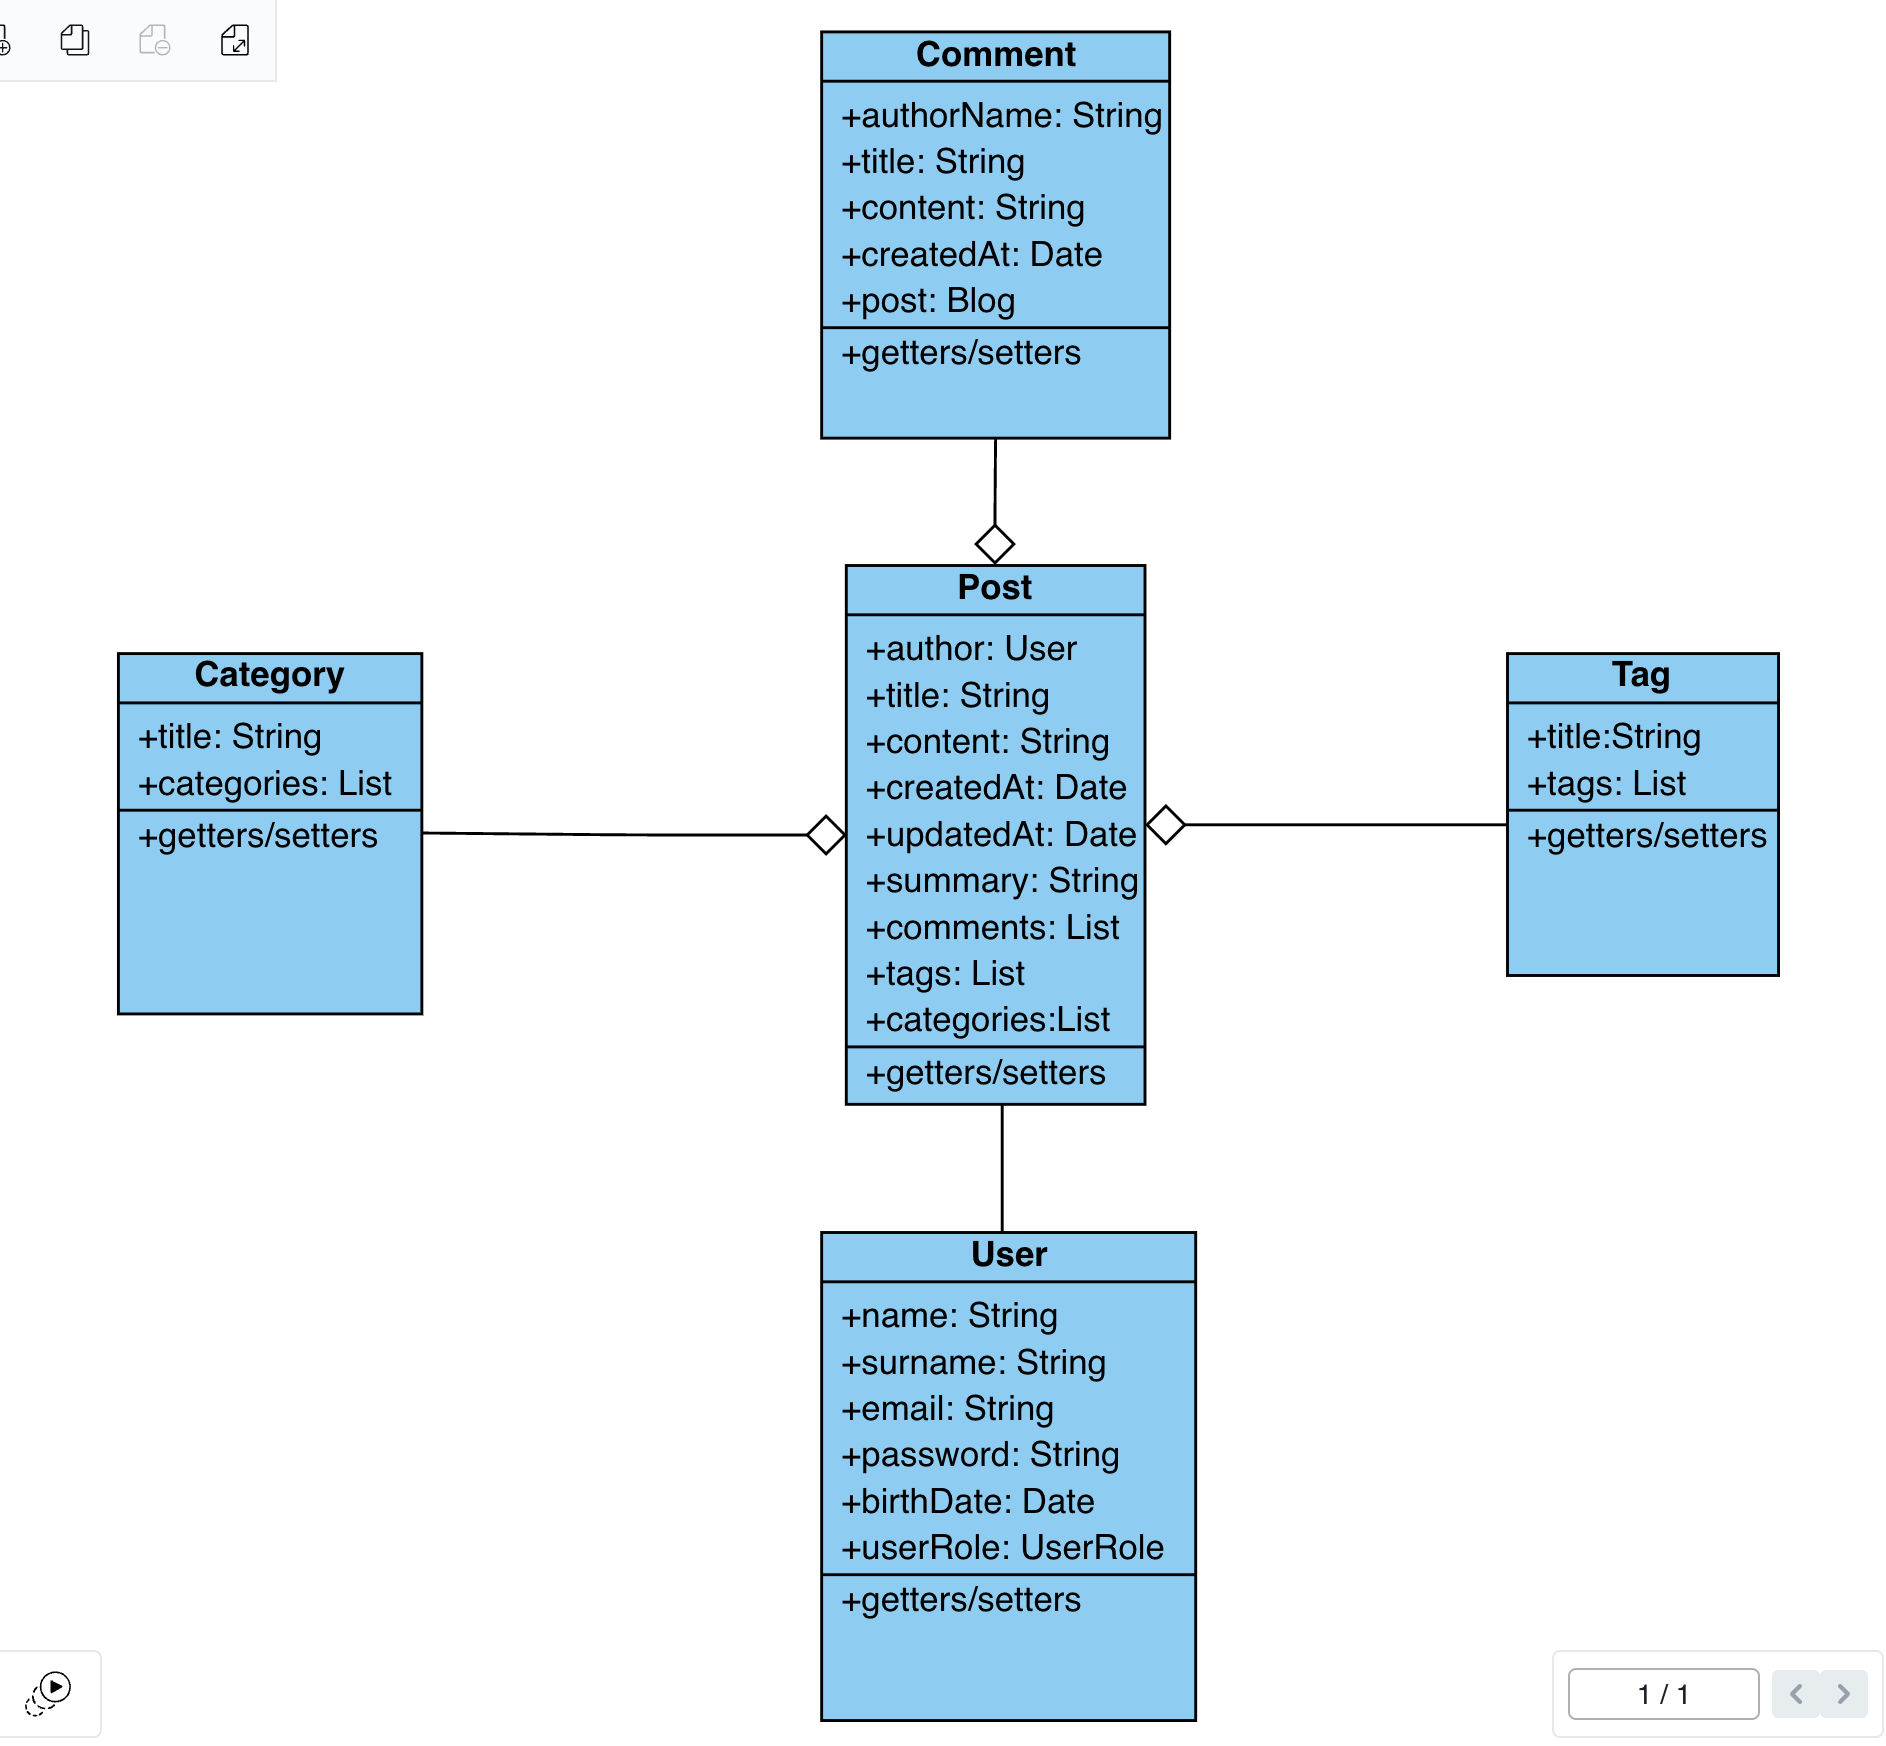 Comment
+authorName: String
+title: String
+content: String
+createdAt: Date
+post: Blog
+getters/setters
Post
+author: User
+title: String
+content: String
+createdAt: Date
+updatedAt: Date
+summary: String
+comments: List
+tags: List
+categories:List
+getters/setters
Category
+title: String
+categories: List
+getters/setters
Tag
+title:String
+tags: List
+getters/setters
User
+name: String
+surname: String
+email: String
+password: String
+birthDate: Date
+userRole: UserRole
+getters/setters
1 / 1